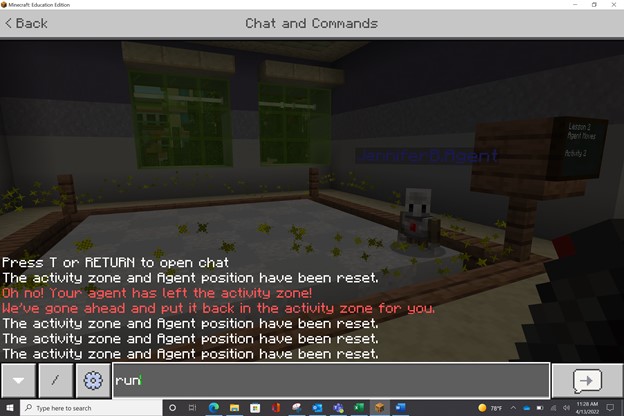 Minecraft: Education Edition
< Back
Chat and Commands
Jennifer6.Agent
Lesson 2
Agent Moves
Activity 2
Press T or RETURN to open chat
The activity zone and Agent position have been reset.
Oh no! Your agent has left the activity zone!
We've gone ahead and put it back in the activity zone for you.
The activity zone and Agent position have been reset.
The activity zone and Agent position have been reset.
The activity zone and Agent position have been reset.
/
run
Type here to search
78°F
11:28 AM
4/13/2022